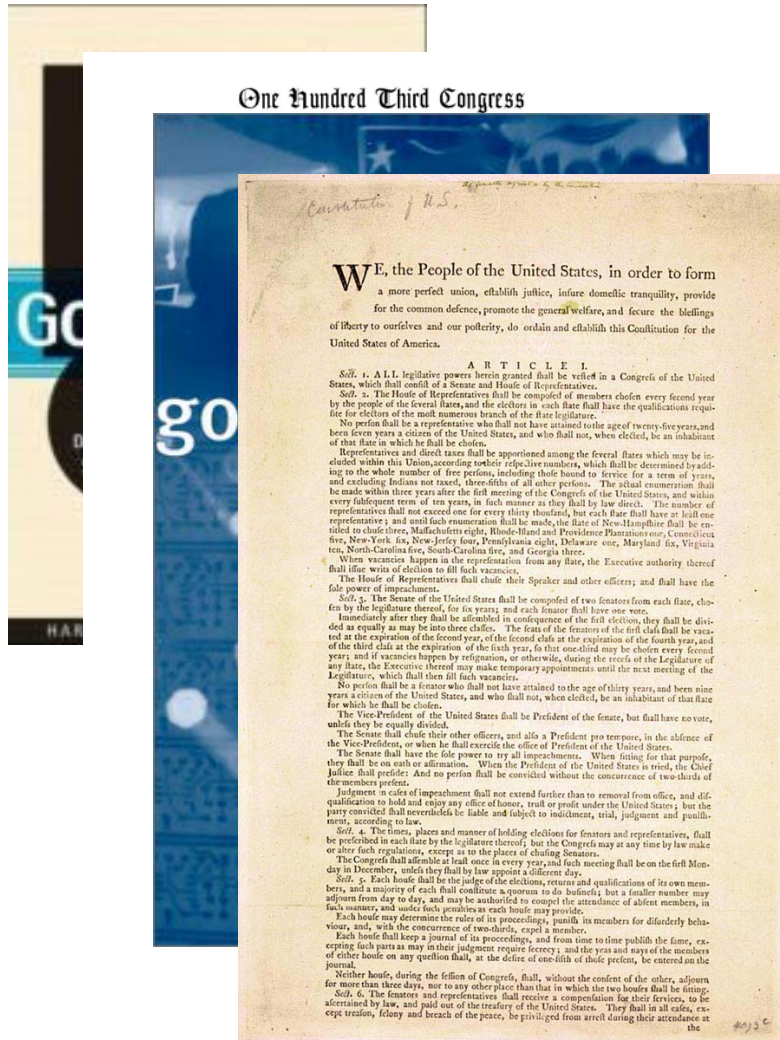 One Hundred Third Congress
Go
go
D
HAR
Constitution of U.S.
WE, the People of the United States, in order to form
a more perfect union, eſtabliſh juſtice, inſure domeſtic tranquility, provide
for the common defence, promote the general welfare, and ſecure the bleſſings
of liberty to ourſelves and our poſterity, do ordain and eſtabliſh this Conſtitution for the
United States of America.
ARTICLE I.
Sect. 1. ALL legiſlative powers herein granted ſhall be veſted in a Congreſs of the United
States, which ſhall conſiſt of a Senate and Houſe of Repreſentatives.
Sect. 2. The Houſe of Repreſentatives ſhall be compoſed of members choſen every ſecond year
by the people of the ſeveral ſtates, and the electors in each ſtate ſhall have the qualifications requi-
ſite for electors of the moſt numerous branch of the ſtate legiſlature.
No perſon ſhall be a repreſentative who ſhall not have attained to the age of twenty-five years, and
been ſeven years a citizen of the United States, and who ſhall not, when elected, be an inhabitant
of that ſtate in which he ſhall be choſen.
Repreſentatives and direct taxes ſhall be apportioned among the ſeveral ſtates which may be in-
cluded within this Union, according to their reſpective numbers, which ſhall be determined by add-
ing to the whole number of free perſons, including thoſe bound to ſervice for a term of years,
and excluding Indians not taxed, three-fifths of all other perſons. The actual enumeration ſhall
be made within three years after the firſt meeting of the Congreſs of the United States, and within
every ſubſequent term of ten years, in ſuch manner as they ſhall by law direct. The number of
repreſentatives ſhall not exceed one for every thirty thouſand, but each ſtate ſhall have at leaſt one
repreſentative; and until ſuch enumeration ſhall be made, the ſtate of New-Hampſhire ſhall be en-
titled to chuſe three, Maſſachuſetts eight, Rhode-Iſland and Providence Plantations one, Connecticut
five, New-York ſix, New-Jerſey four, Pennſylvania eight, Delaware one, Maryland ſix, Virginia
ten, North-Carolina five, South-Carolina five, and Georgia three.
When vacancies happen in the repreſentation from any ſtate, the Executive authority thereof
ſhall iſſue writs of election to fill ſuch vacancies.
The Houſe of Repreſentatives ſhall chuſe their Speaker and other officers; and ſhall have the
ſole power of impeachment.
Sect. 3. The Senate of the United States ſhall be compoſed of two ſenators from each ſtate, cho-
ſen by the legiſlature thereof, for ſix years; and each ſenator ſhall have one vote.
Immediately after they ſhall be aſſembled in conſequence of the firſt election, they ſhall be divi-
ded as equally as may be into three claſſes. The ſeats of the ſenators of the firſt claſs ſhall be vaca-
ted at the expiration of the ſecond year, of the ſecond claſs at the expiration of the fourth year, and
of the third claſs at the expiration of the ſixth year, ſo that one-third may be choſen every ſecond
year; and if vacancies happen by reſignation, or otherwiſe, during the receſs of the Legiſlature of
any ſtate, the Executive thereof may make temporary appointments until the next meeting of the
Legiſlature, which ſhall then fill ſuch vacancies.
No perſon ſhall be a ſenator who ſhall not have attained to the age of thirty years, and been nine
years a citizen of the United States, and who ſhall not, when elected, be an inhabitant of that ſtate
for which he ſhall be choſen.
The Vice-Preſident of the United States ſhall be Preſident of the ſenate, but ſhall have no vote,
unleſs they be equally divided.
The Senate ſhall chuſe their other officers, and alſo a Preſident pro tempore, in the abſence of
the Vice-Preſident, or when he ſhall exerciſe the office of Preſident of the United States.
The Senate ſhall have the ſole power to try all impeachments. When ſitting for that purpoſe,
they ſhall be on oath or affirmation. When the Preſident of the United States is tried, the Chief
Juſtice ſhall preſide: And no perſon ſhall be convicted without the concurrence of two-thirds of
the members preſent.
Judgment in caſes of impeachment ſhall not extend further than to removal from office, and diſ-
qualification to hold and enjoy any office of honor, truſt or profit under the United States; but the
party convicted ſhall nevertheleſs be liable and ſubject to indictment, trial, judgment and puniſh-
ment, according to law.
Sect. 4. The times, places and manner of holding elections for ſenators and repreſentatives, ſhall
be preſcribed in each ſtate by the legiſlature thereof; but the Congreſs may at any time by law make
or alter ſuch regulations, except as to the places of chuſing Senators.
The Congreſs ſhall aſſemble at leaſt once in every year, and ſuch meeting ſhall be on the firſt Mon-
day in December, unleſs they ſhall by law appoint a different day.
Sect. 5. Each houſe ſhall be the judge of the elections, returns and qualifications of its own mem-
bers, and a majority of each ſhall conſtitute a quorum to do buſineſs; but a ſmaller number may
adjourn from day to day, and may be authoriſed to compel the attendance of abſent members, in
ſuch manner, and under ſuch penalties as each houſe may provide.
Each houſe may determine the rules of its proceedings, puniſh its members for diſorderly beha-
viour, and, with the concurrence of two-thirds, expel a member.
Each houſe ſhall keep a journal of its proceedings, and from time to time publiſh the ſame, ex-
cepting ſuch parts as may in their judgment require ſecrecy; and the yeas and nays of the members
of either houſe on any queſtion ſhall, at the deſire of one-fifth of thoſe preſent, be entered on the
journal.
Neither houſe, during the ſeſſion of Congreſs, ſhall, without the conſent of the other, adjourn
for more than three days, nor to any other place than that in which the two houſes ſhall be ſitting.
Sect. 6. The ſenators and repreſentatives ſhall receive a compenſation for their ſervices, to be
aſcertained by law, and paid out of the treaſury of the United States. They ſhall in all caſes, ex-
cept treaſon, felony and breach of the peace, be privileged from arreſt during their attendance at
the